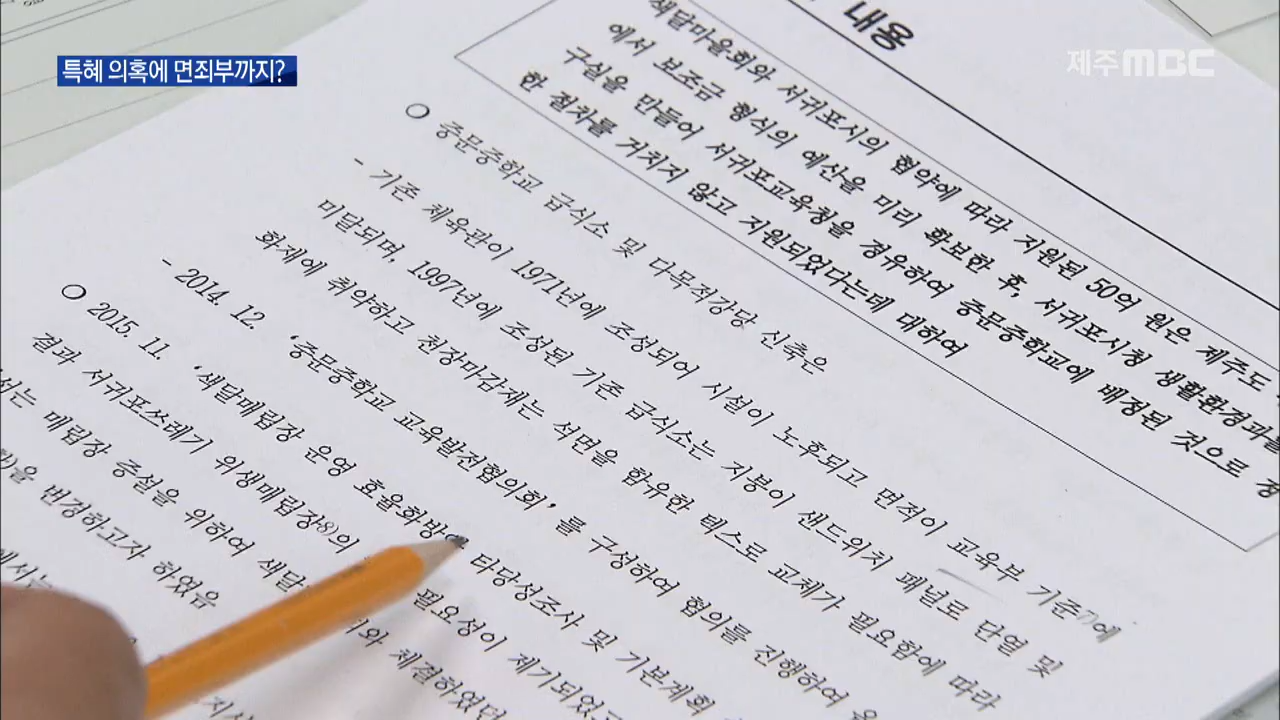 특혜 의혹에 면죄부까지?
제주MBC
내용
색달마을회와 서귀포시의 협약에 따라 지원된 50억 원은 제주도
에서 보조금 형식의 예산을 미리 확보한 후, 서귀포시청 생활환경과를
구실을 만들어 서귀포교육청을 경유하여 중문중학교에 배정된 것으로 정
한 절차를 거치지 않고 지원되었다는데 대하여
○ 중문중학교 급식소 및 다목적강당 신축은
- 기존 체육관이 1971년에 조성되어 시설이 노후되고 면적이 교육부 기준7)에
미달되며, 1997년에 조성된 기존 급식소는 지붕이 샌드위치 패널로 단열 및
화재에 취약하고 천장마감재는 석면을 함유한 텍스로 교체가 필요함에 따라
- 2014. 12. ‘중문중학교 교육발전협의회’를 구성하여 협의를 진행하여
○ 2015. 11. ‘색달매립장 운영 효율화방 타당성조사 및 기본계획
결과 서귀포쓰레기 위생매립장8)의 필요성이 제기되었
서는 매립장 증설을 위하여 색달 와 체결하였던
을 변경하고자 하였음